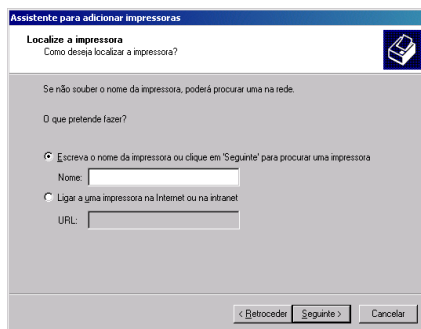 Assistente para adicionar impressoras
Localize a impressora
Como deseja localizar a impressora?
Se não souber o nome da impressora, poderá procurar uma na rede.
O que pretende fazer?
Escreva o nome da impressora ou clique em 'Seguinte' para procurar uma impressora
Nome:
Ligar a uma impressora na Internet ou na intranet
URL:
< Retroceder Seguinte > Cancelar